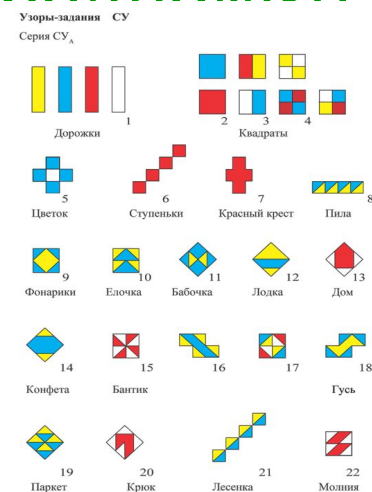 Узоры-задания СУ
Серия СУА
1
Дорожки
2 3 4
Квадраты
5 6 7 8
Цветок Ступеньки Красный крест Пила
9 10 11 12 13
Фонарики Елочка Бабочка Лодка Дом
14 15 16 17 18
Конфета Бантик Гусь
19 20 21 22
Паркет Крюк Лесенка Молния